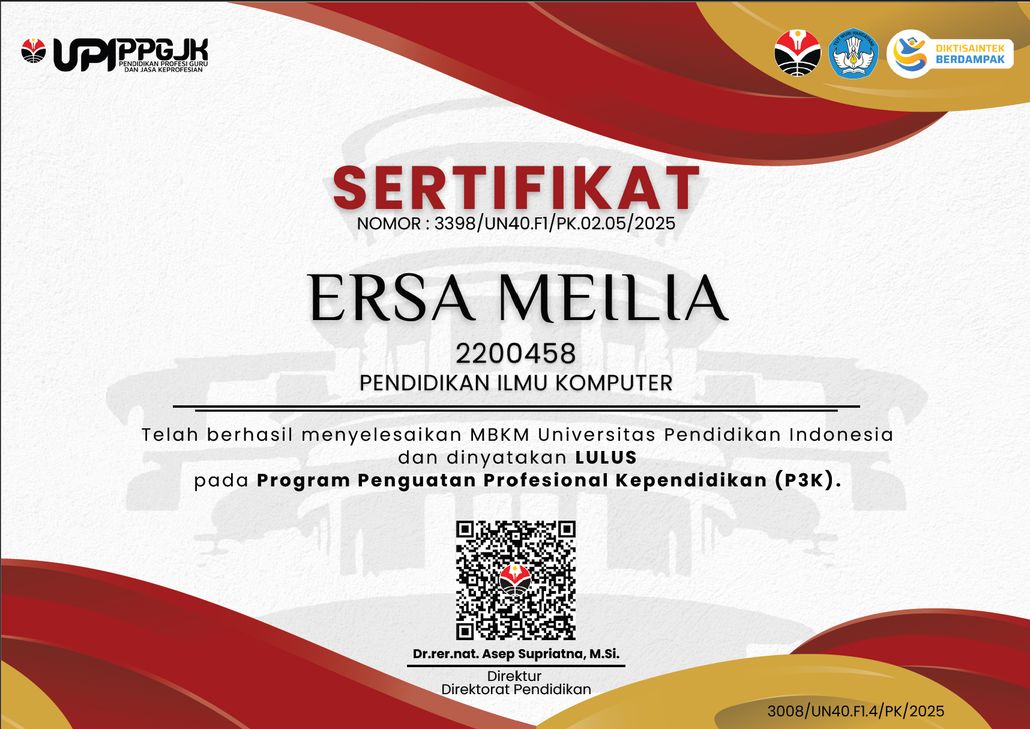 UPI PPGJK
PENDIDIKAN PROFESI GURU
DAN JASA KEPROFESIAN
DIKTISAINTEK
BERDAMPAK
SERTIFIKAT
NOMOR : 3398/UN40.F1/PK.02.05/2025
ERSA MEILIA
2200458
PENDIDIKAN ILMU KOMPUTER
Telah berhasil menyelesaikan MBKM Universitas Pendidikan Indonesia
dan dinyatakan LULUS
pada Program Penguatan Profesional Kependidikan (P3K).
Dr.rer.nat. Asep Supriatna, M.Si.
Direktur
Direktorat Pendidikan
3008/UN40.F1.4/PK/2025